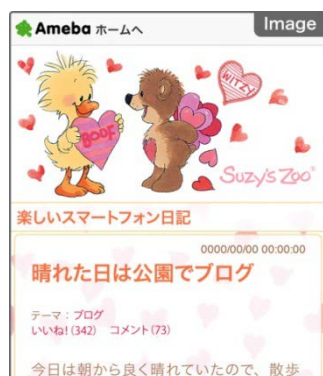 Ameba ホームへ
Image
WITZY
BOOF
Suzy's Zoo®
楽しいスマートフォン日記
0000/00/00 00:00:00
晴れた日は公園でブログ
テーマ：ブログ
いいね!(342) コメント(73)
今日は朝から良く晴れていたので、散歩